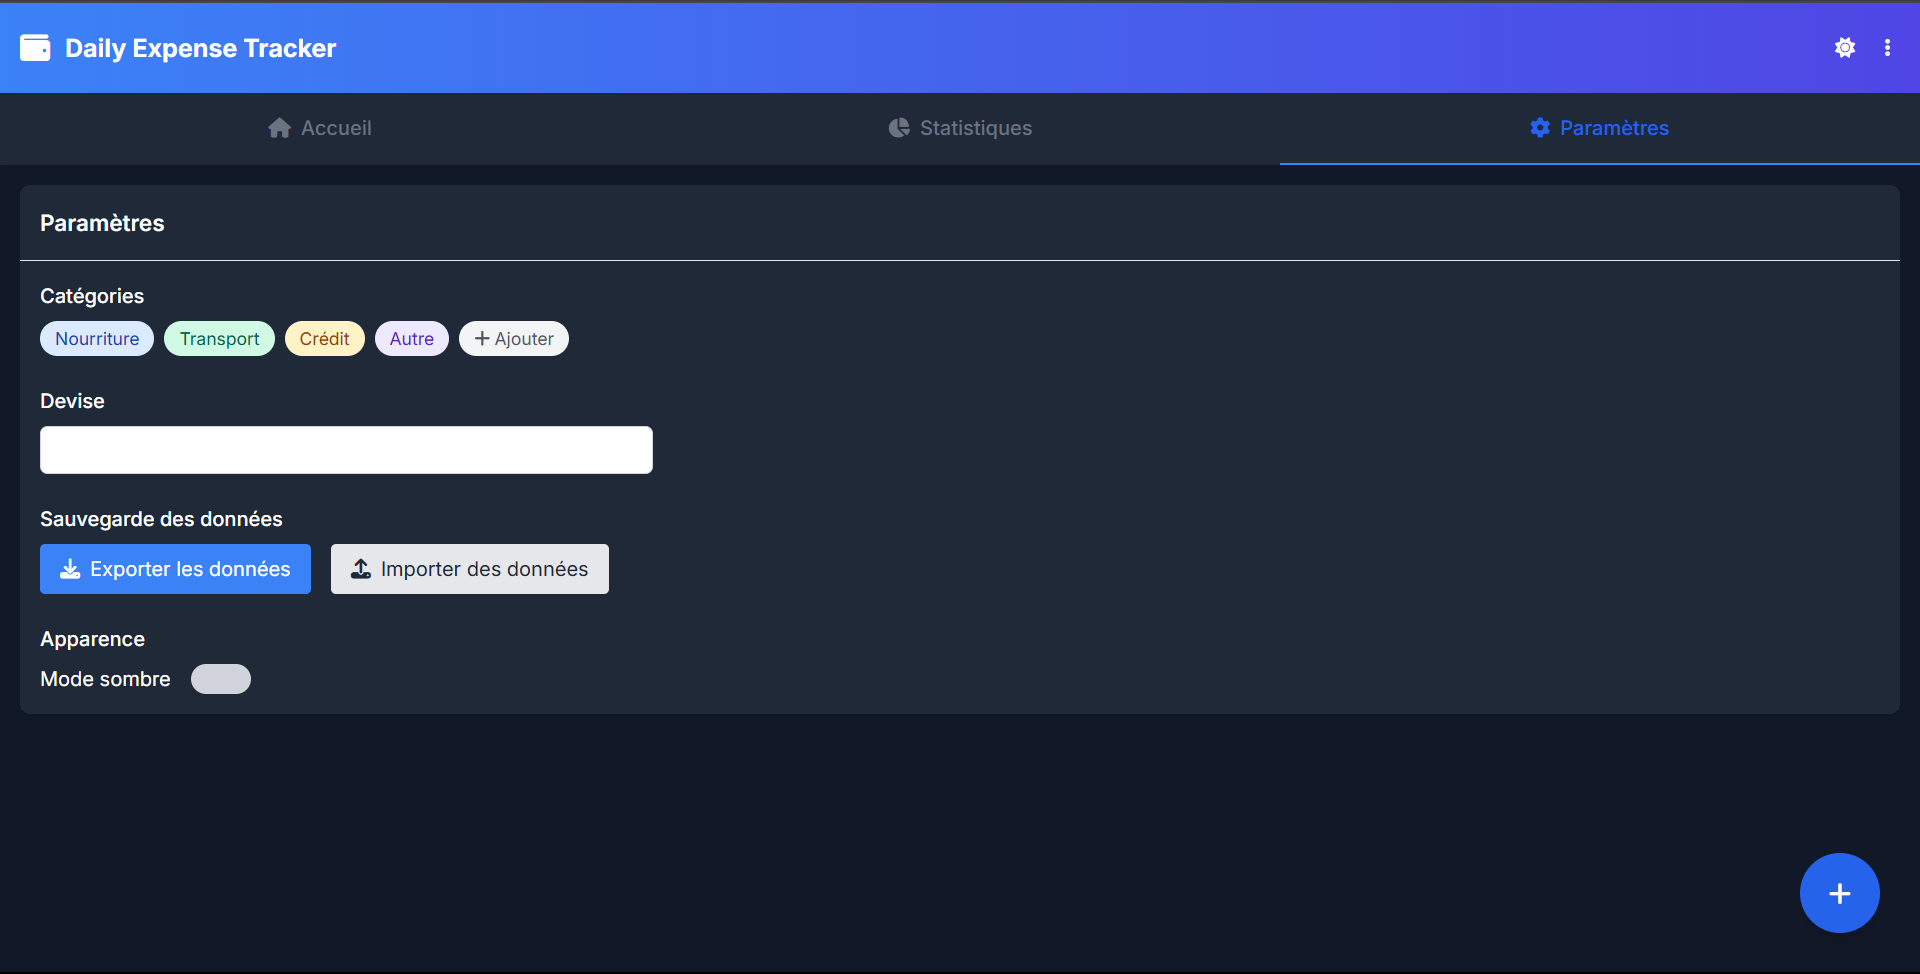 Daily Expense Tracker
Accueil
Statistiques
Paramètres
Paramètres
Catégories
Nourriture
Transport
Crédit
Autre
+ Ajouter
Devise
Sauvegarde des données
Exporter les données
Importer des données
Apparence
Mode sombre
+